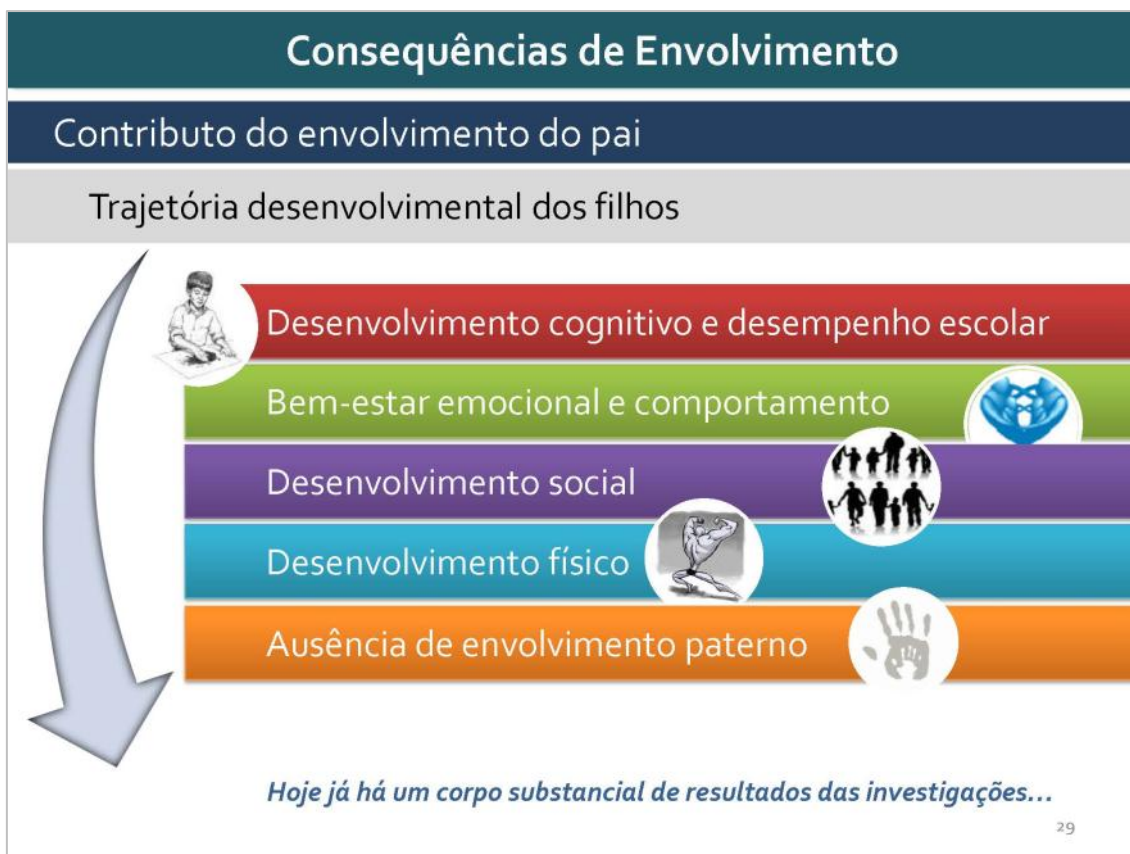 Consequências de Envolvimento
Contributo do envolvimento do pai
Trajetória desenvolvimental dos filhos
Desenvolvimento cognitivo e desempenho escolar
Bem-estar emocional e comportamento
Desenvolvimento social
Desenvolvimento físico
Ausência de envolvimento paterno
Hoje já há um corpo substancial de resultados das investigações...
29